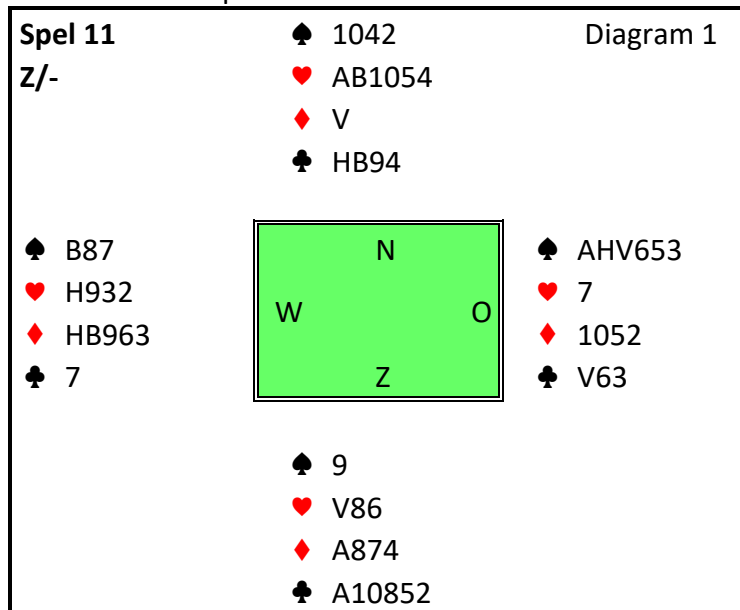 Spel 11 ♠ 1042 Diagram 1
Z/- ♥ AB1054
♦ V
♣ HB94
♠ B87 N ♠ AHV653
♥ H932 ♥ 7
W O
♦ HB963 ♦ 1052
♣ 7 Z ♣ V63
♠ 9
♥ V86
♦ A874
♣ A10852